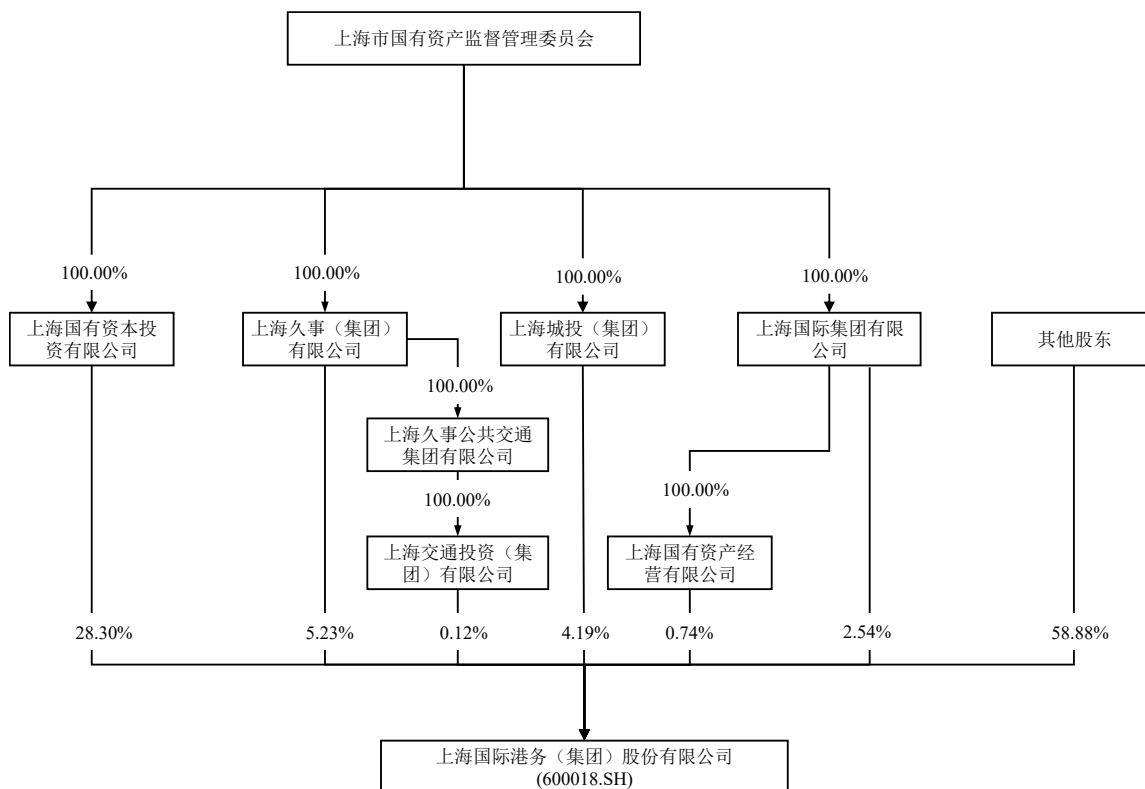 上海市国有资产监督管理委员会
100.00%
100.00%
100.00%
100.00%
上海国有资本投
资有限公司
上海久事（集团）
有限公司
上海城投（集团）
有限公司
上海国际集团有限
公司
其他股东
100.00%
上海久事公共交通
集团有限公司
100.00%
100.00%
上海交通投资（集
团）有限公司
上海国有资产经
营有限公司
28.30%
5.23%
0.12%
4.19%
0.74%
2.54%
58.88%
上海国际港务（集团）股份有限公司
(600018.SH)